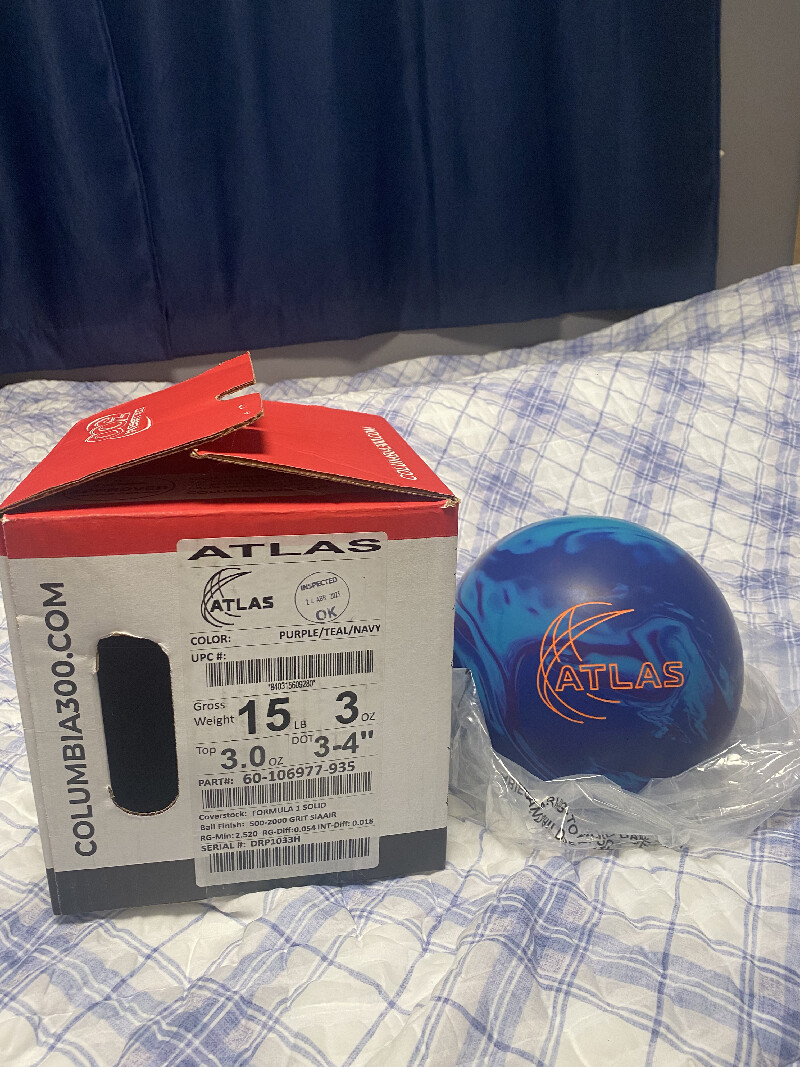 COLUMBIA300.COM
COLUMBIA300.COM
ATLAS
ATLAS
INSPECTED
OK
COLOR: PURPLE/TEAL/NAVY
UPC #:
Gross Weight 15 LB 3 OZ
Top 3.0 OZ DOT 3-4"
PART#: 60-106977-935
Coverstock: FORMULA 1 SOLID
Ball Finish: 500-2000 GRIT SIAAIR
RG-Min: 2.520 RG-Diff: 0.054 INT-Diff: 0.018
SERIAL #: DRP1033H
ATLAS